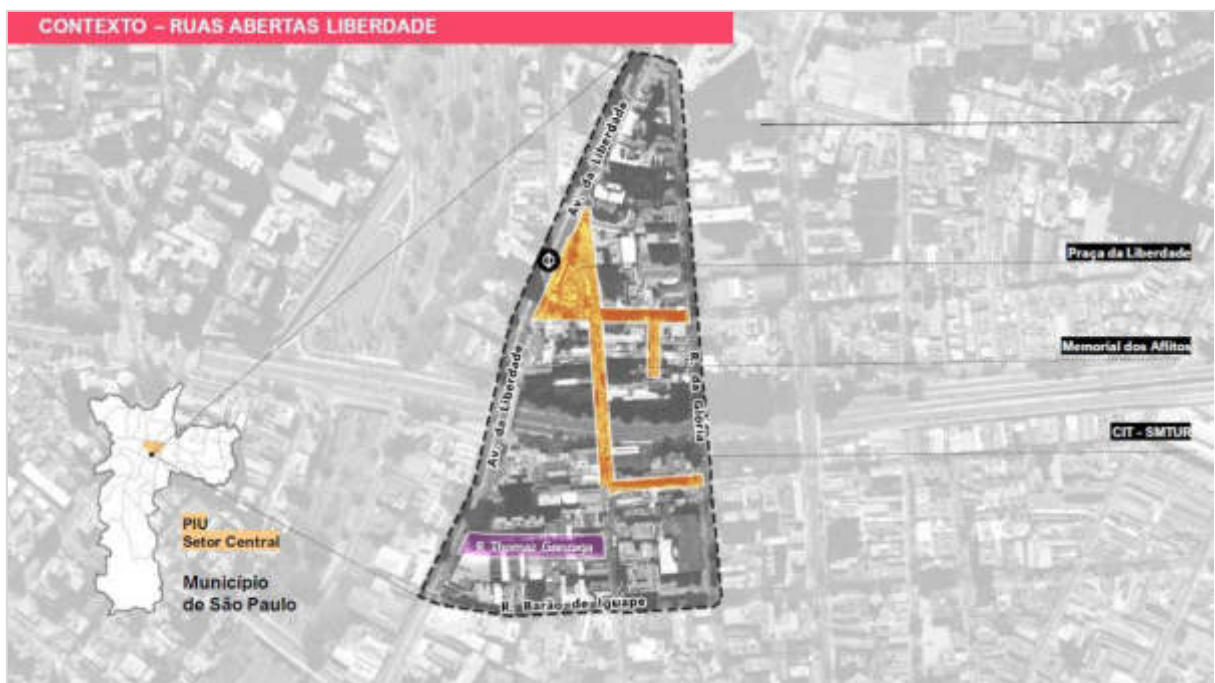 CONTEXTO – RUAS ABERTAS LIBERDADE
Av. da Liberdade
Praça da Liberdade
Memorial dos Aflitos
Av. da Liberdade
R. da Glória
CIT - SMTUR
PIU
Setor Central
R Thomaz Gonzaga
Município
de São Paulo
R. Barão de Iguape